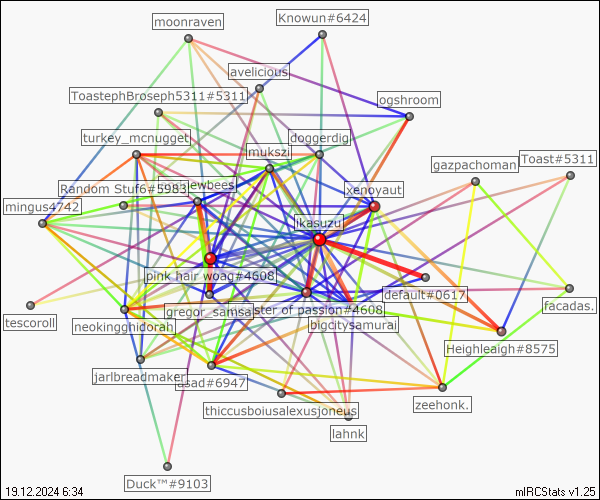 moonraven
Knowun#6424
avelicious
ToastephBroseph5311#5311
ogshroom
turkey_mcnugget
doggerdig
mukszi
Toast#5311
gazpachoman
Random Stuf6#5983
lewbees
xenoyaut
mingus4742
ikasuzu
pink hair woag#4608
default#0617
gregor_samsa
ster of passion#4608
facadas.
tescoroll
neokingghidorah
bigcitysamurai
Heighleaigh#8575
jarlbreadmaker
asad#6947
thiccusboiusalexusjoneus
zeehonk.
lahnk
Duck™#9103
19.12.2024 6:34
mIRCStats v1.25